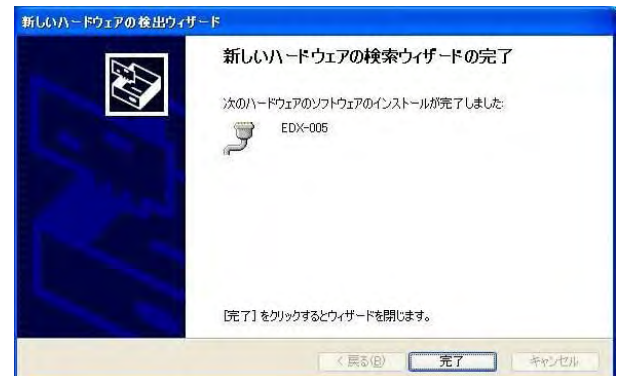 新しいハードウェアの検出ウィザード
新しいハードウェアの検索ウィザードの完了
次のハードウェアのソフトウェアのインストールが完了しました:
EDX-005
[完了] をクリックするとウィザードを閉じます。
< 戻る(B)
完了
キャンセル